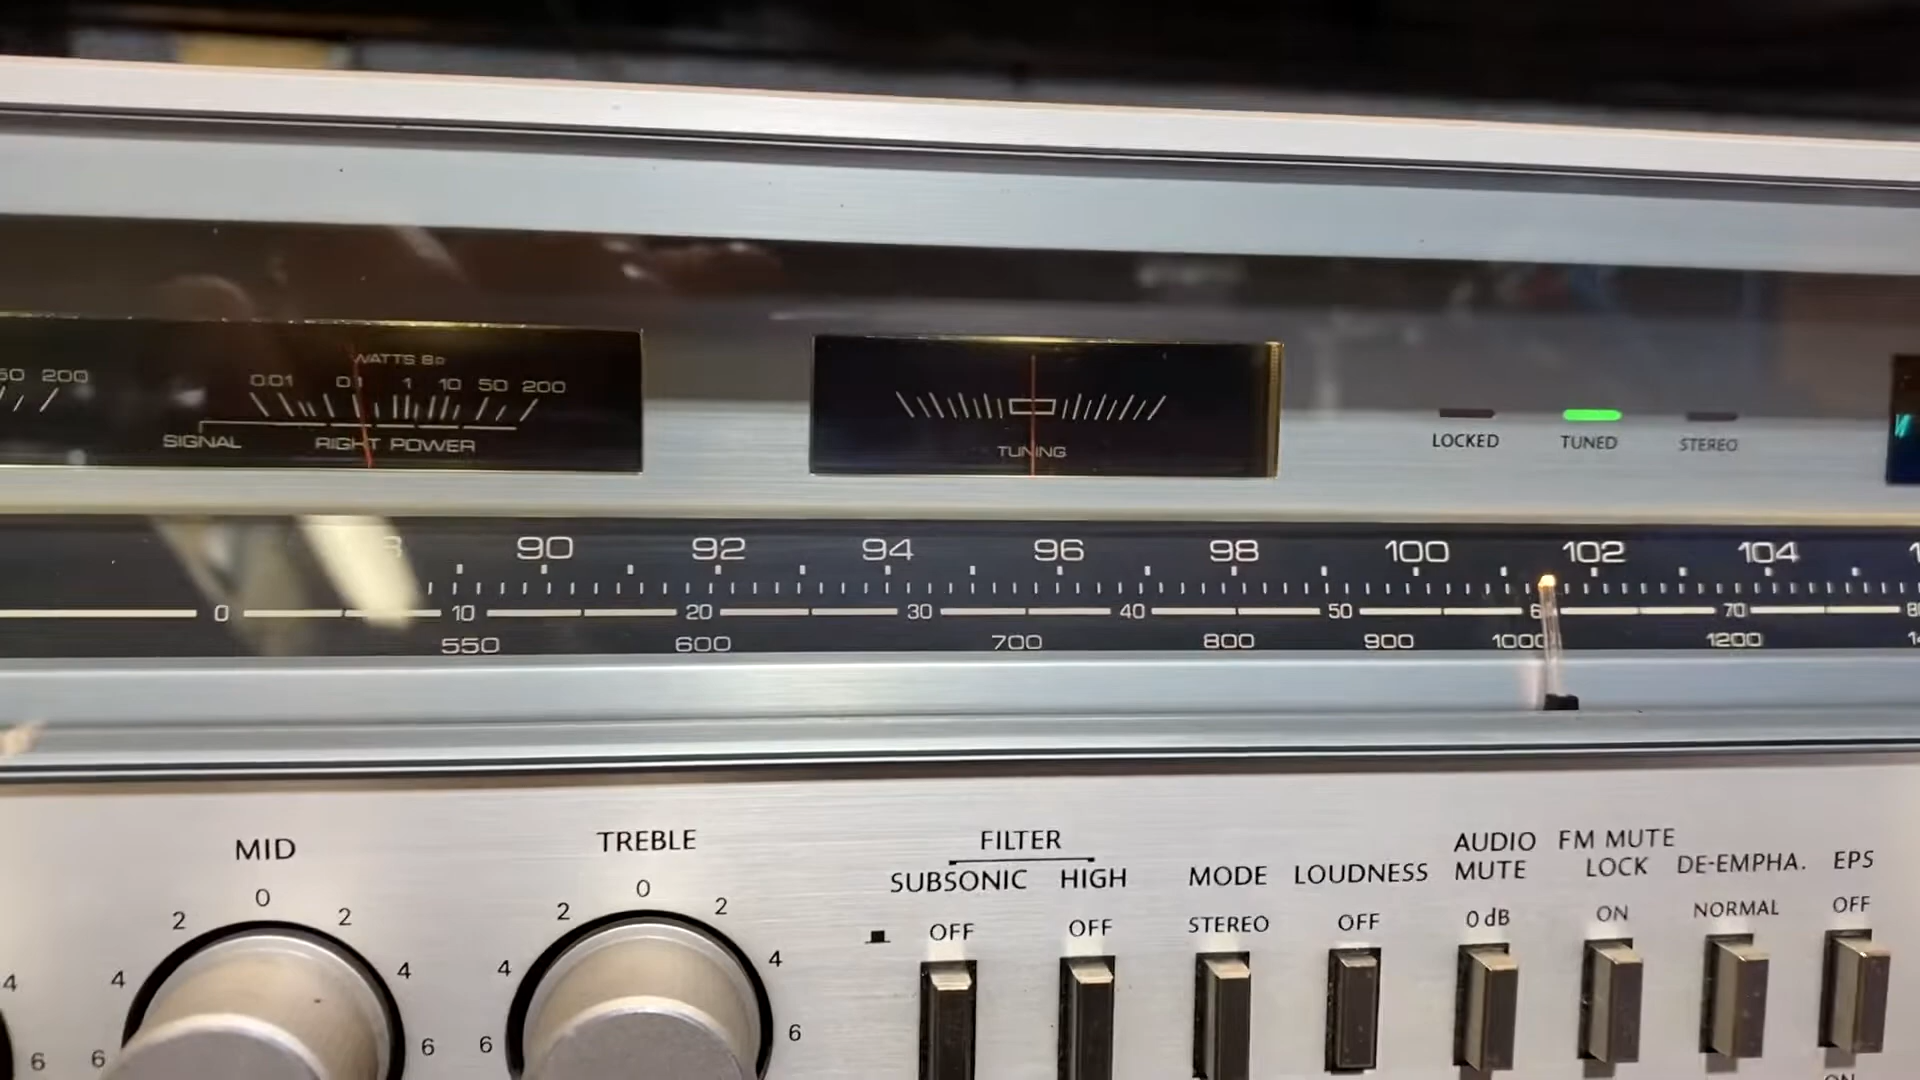 50 200
WATTS 8Ω
0.01 0.1 1 10 50 200
SIGNAL RIGHT POWER
TUNING
LOCKED TUNED STEREO
90 92 94 96 98 100 102 104
0 10 20 30 40 50 70
550 600 700 800 900 1000 1200
MID
0
2 2
4 4
6 6
TREBLE
0
2 2
4 4
6 6
4
6
FILTER
SUBSONIC HIGH
OFF OFF
MODE
STEREO
LOUDNESS
OFF
AUDIO
MUTE
0 dB
FM MUTE
LOCK
ON
DE-EMPHA.
NORMAL
EPS
OFF